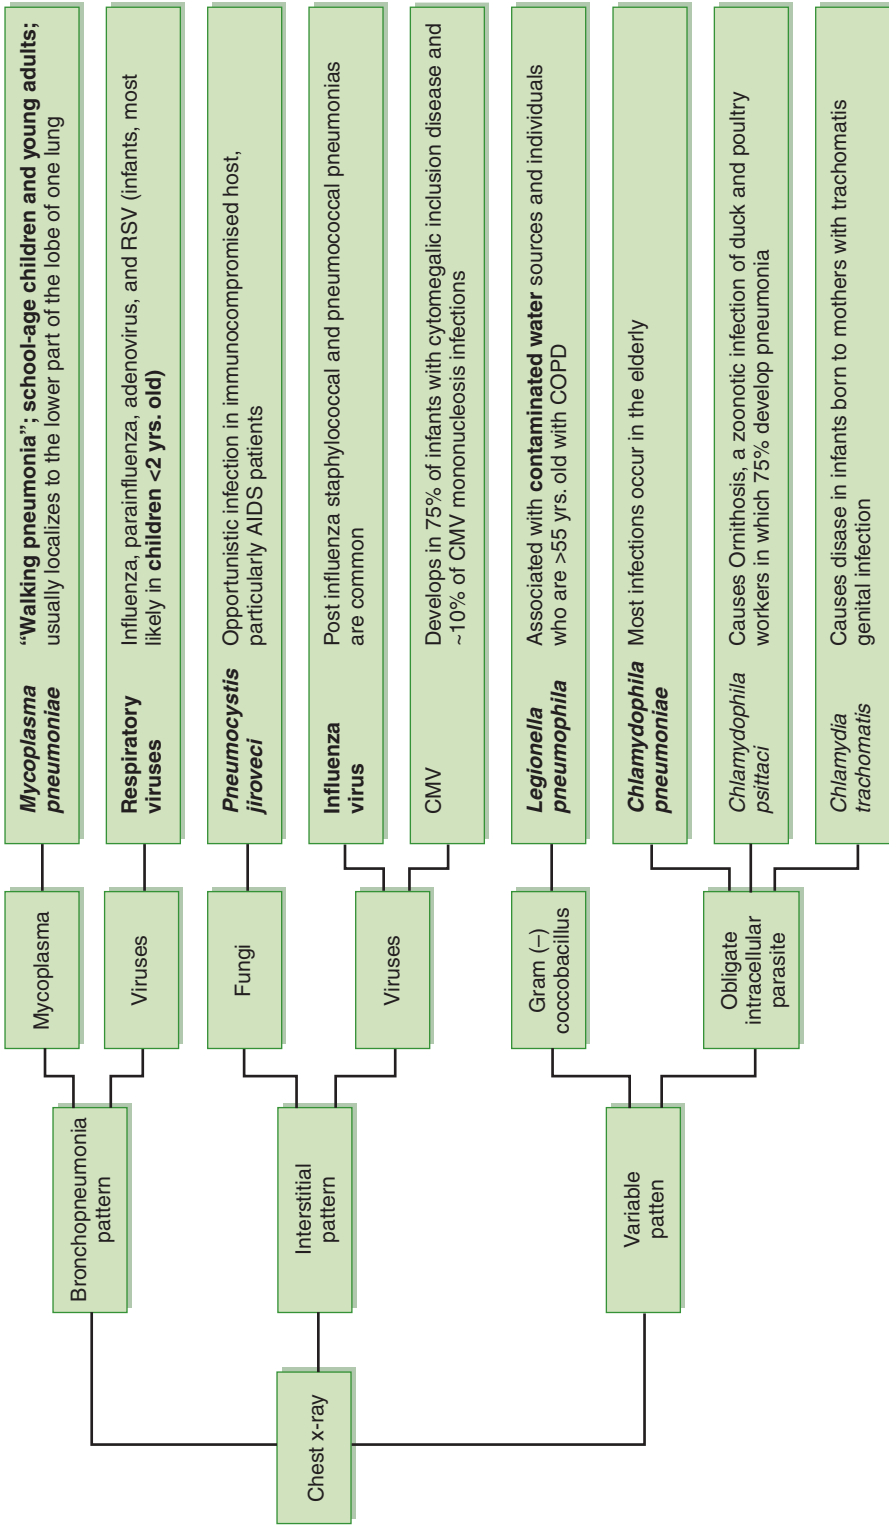 Chest x-ray
Bronchopneumonia
pattern
Mycoplasma
Mycoplasma
pneumoniae
“Walking pneumonia”; school-age children and young adults;
usually localizes to the lower part of the lobe of one lung
Viruses
Respiratory
viruses
Influenza, parainfluenza, adenovirus, and RSV (infants, most
likely in children <2 yrs. old)
Interstitial
pattern
Fungi
Pneumocystis
jiroveci
Opportunistic infection in immunocompromised host,
particularly AIDS patients
Viruses
Influenza
virus
Post influenza staphylococcal and pneumococcal pneumonias
are common
CMV
Develops in 75% of infants with cytomegalic inclusion disease and
~10% of CMV mononucleosis infections
Variable
patten
Gram (–)
coccobacillus
Legionella
pneumophila
Associated with contaminated water sources and individuals
who are >55 yrs. old with COPD
Obligate
intracellular
parasite
Chlamydophila
pneumoniae
Most infections occur in the elderly
Chlamydophila
psittaci
Causes Ornithosis, a zoonotic infection of duck and poultry
workers in which 75% develop pneumonia
Chlamydia
trachomatis
Causes disase in infants born to mothers with trachomatis
genital infection